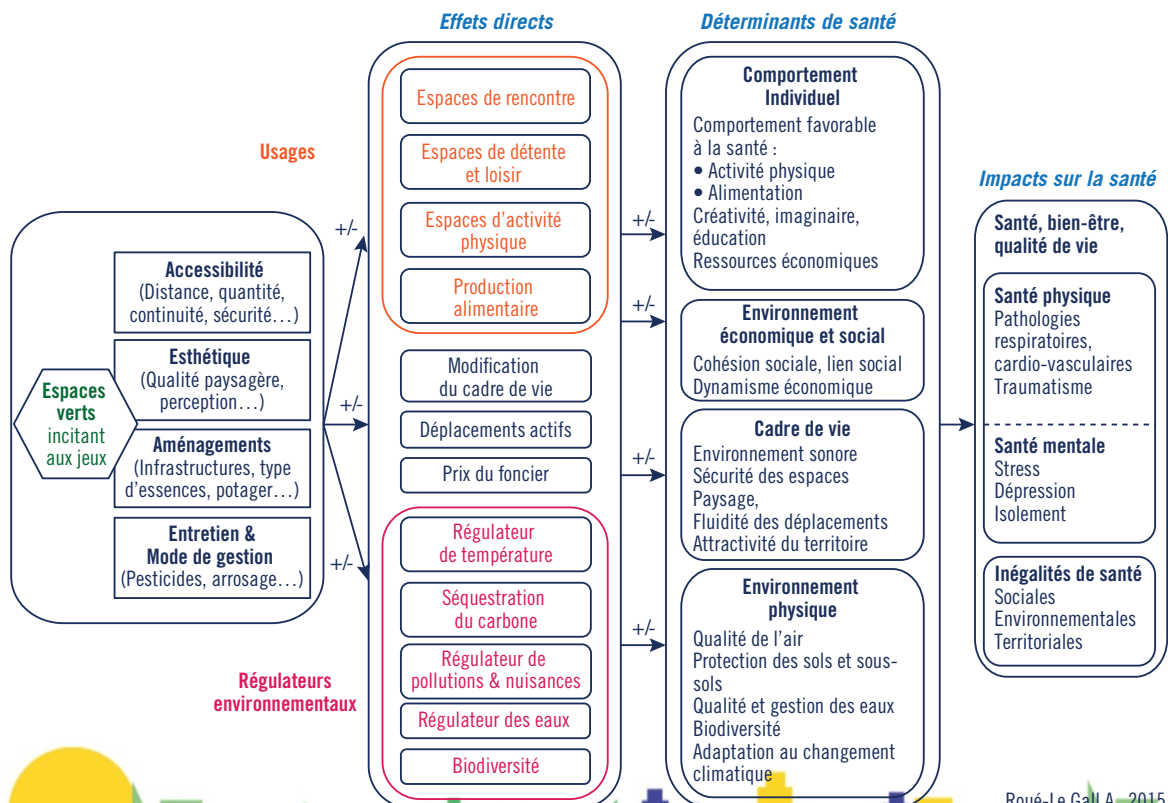 Effets directs
Déterminants de santé
Impacts sur la santé
Usages
Régulateurs
environnementaux
Espaces
verts
incitant
aux jeux
Accessibilité
(Distance, quantité,
continuité, sécurité…)
Esthétique
(Qualité paysagère,
perception…)
Aménagements
(Infrastructures, type
d'essences, potager…)
Entretien &
Mode de gestion
(Pesticides, arrosage…)
+/-
+/-
+/-
Espaces de rencontre
Espaces de détente
et loisir
Espaces d'activité
physique
Production
alimentaire
Modification
du cadre de vie
Déplacements actifs
Prix du foncier
Régulateur
de température
Séquestration
du carbone
Régulateur de
pollutions & nuisances
Régulateur des eaux
Biodiversité
+/-
+/-
+/-
+/-
Comportement
Individuel
Comportement favorable
à la santé :
• Activité physique
• Alimentation
Créativité, imaginaire,
éducation
Ressources économiques
Environnement
économique et social
Cohésion sociale, lien social
Dynamisme économique
Cadre de vie
Environnement sonore
Sécurité des espaces
Paysage,
Fluidité des déplacements
Attractivité du territoire
Environnement
physique
Qualité de l'air
Protection des sols et sous-
sols
Qualité et gestion des eaux
Biodiversité
Adaptation au changement
climatique
Santé, bien-être,
qualité de vie
Santé physique
Pathologies
respiratoires,
cardio-vasculaires
Traumatisme
Santé mentale
Stress
Dépression
Isolement
Inégalités de santé
Sociales
Environnementales
Territoriales
Roué-Le Gall A., 2015